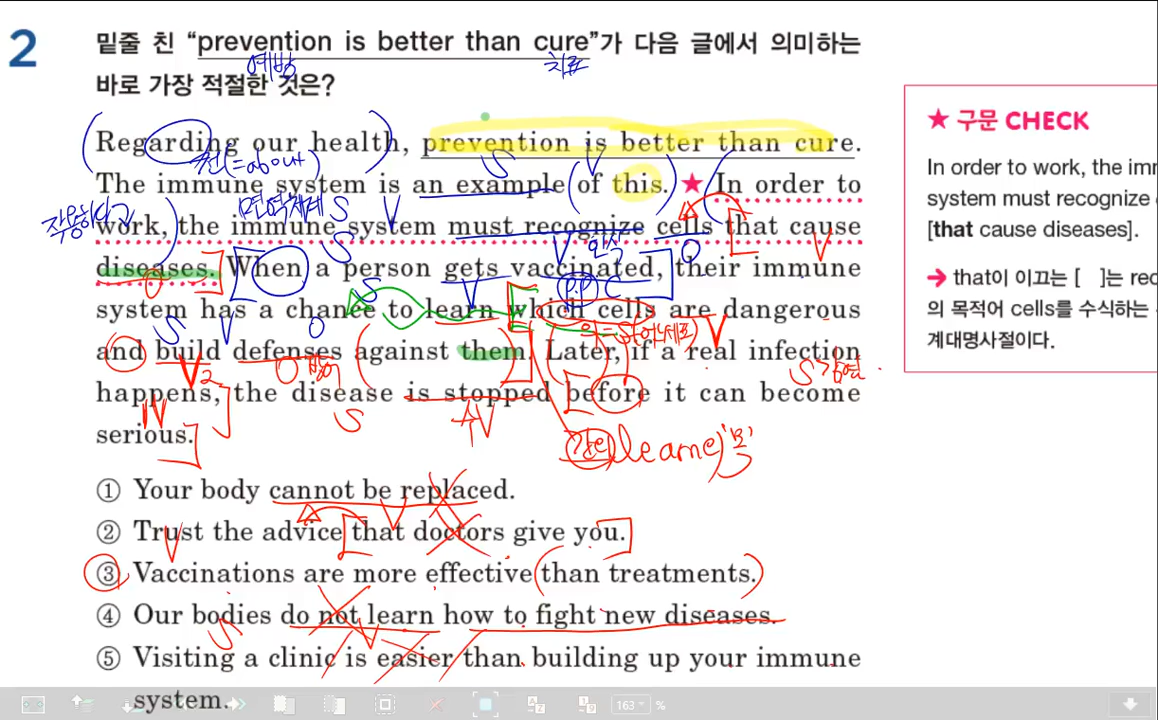 2
밑줄 친 “prevention is better than cure”가 다음 글에서 의미하는
예방 치료
바로 가장 적절한 것은?
Regarding our health, prevention is better than cure.
전(=about) S V
The immune system is an example (of this.) ★ In order to
작용하다고 면역체계 S V
work, the immune system must recognize cells that cause
S V 인식 O V
diseases. When a person gets vaccinated, their immune
O S V P.P C
system has a chance to learn which cells are dangerous
S V O V
and build defenses against them. Later, if a real infection
V2 O 방어 S 감염
happens, the disease is stopped before it can become
V S V
serious.
learn
① Your body cannot be replaced.
V
② Trust the advice that doctors give you.
V
③ Vaccinations are more effective (than treatments.)
④ Our bodies do not learn how to fight new diseases.
S V
⑤ Visiting a clinic is easier than building up your immune
system.
★ 구문 CHECK
In order to work, the imm
system must recognize
[that cause diseases].
➔ that이 이끄는 [ ]는 rec
의 목적어 cells를 수식하는
계대명사절이다.
163 %